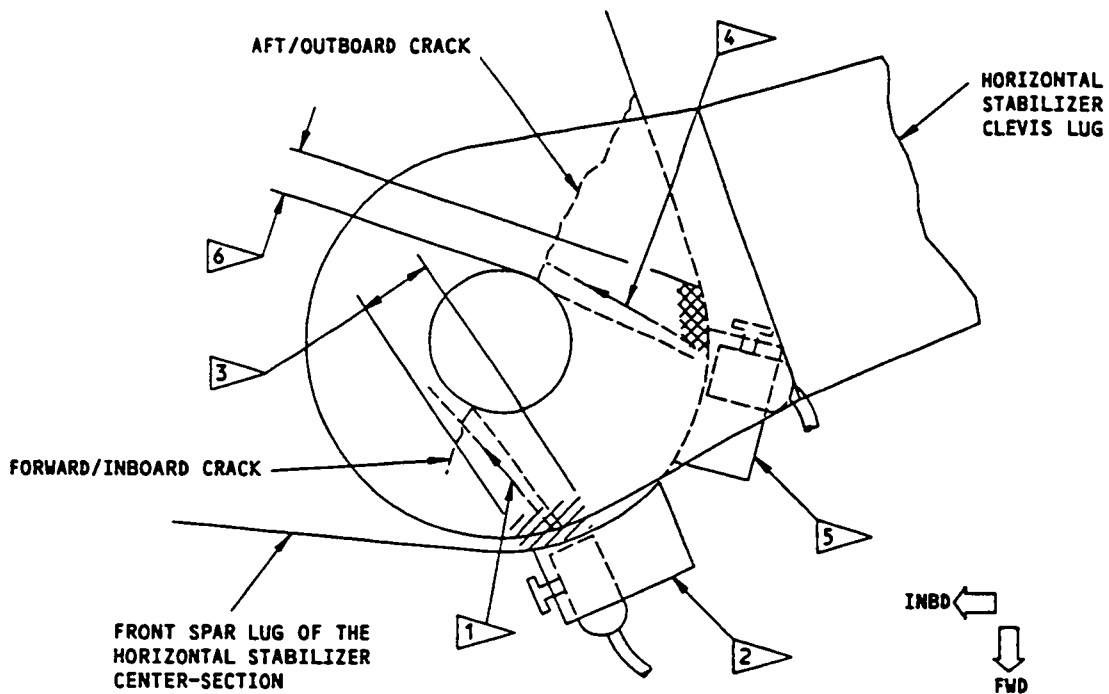 AFT/OUTBOARD CRACK
4
HORIZONTAL
STABILIZER
CLEVIS LUG
6
3
FORWARD/INBOARD CRACK
5
1
2
FRONT SPAR LUG OF THE
HORIZONTAL STABILIZER
CENTER-SECTION
INBD
FWD